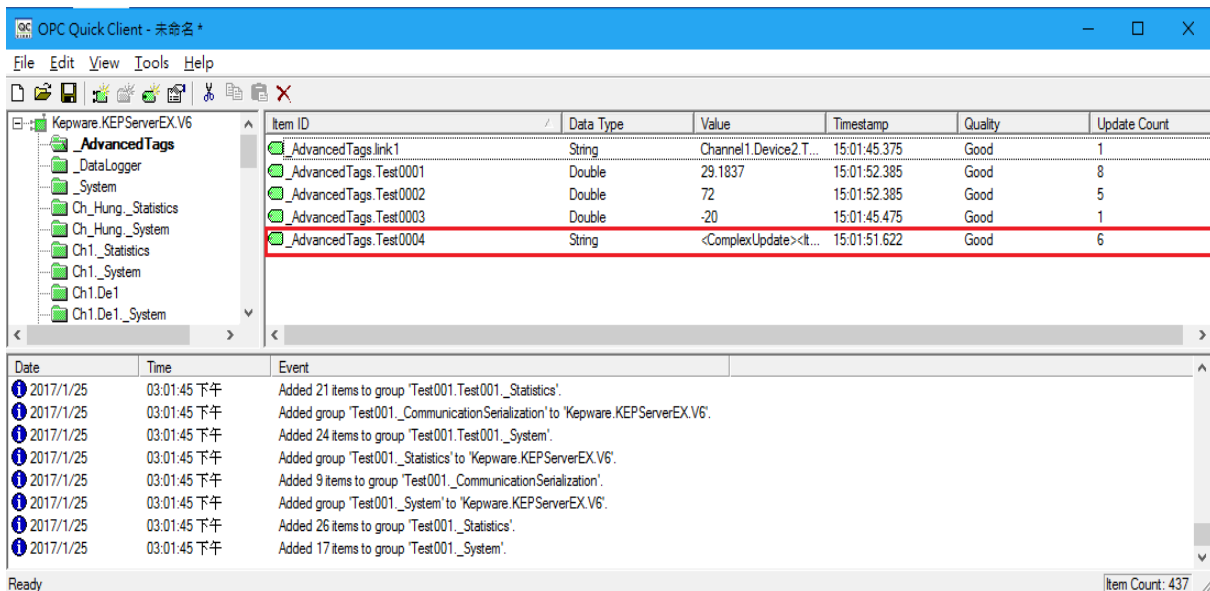 OPC Quick Client - 未命名 *
File Edit View Tools Help
Kepware.KEPServerEX.V6
_AdvancedTags
_DataLogger
_System
Ch_Hung._Statistics
Ch_Hung._System
Ch1._Statistics
Ch1._System
Ch1.De1
Ch1.De1._System
Item ID Data Type Value Timestamp Quality Update Count
_AdvancedTags.link1 String Channel1.Device2.T... 15:01:45.375 Good 1
_AdvancedTags.Test0001 Double 29.1837 15:01:52.385 Good 8
_AdvancedTags.Test0002 Double 72 15:01:52.385 Good 5
_AdvancedTags.Test0003 Double -20 15:01:45.475 Good 1
_AdvancedTags.Test0004 String <ComplexUpdate><It... 15:01:51.622 Good 6
Date Time Event
2017/1/25 03:01:45 下午 Added 21 items to group 'Test001.Test001._Statistics'.
2017/1/25 03:01:45 下午 Added group 'Test001._CommunicationSerialization' to 'Kepware.KEPServerEX.V6'.
2017/1/25 03:01:45 下午 Added 24 items to group 'Test001.Test001._System'.
2017/1/25 03:01:45 下午 Added group 'Test001._Statistics' to 'Kepware.KEPServerEX.V6'.
2017/1/25 03:01:45 下午 Added 9 items to group 'Test001._CommunicationSerialization'.
2017/1/25 03:01:45 下午 Added group 'Test001._System' to 'Kepware.KEPServerEX.V6'.
2017/1/25 03:01:45 下午 Added 26 items to group 'Test001._Statistics'.
2017/1/25 03:01:45 下午 Added 17 items to group 'Test001._System'.
Ready Item Count: 437